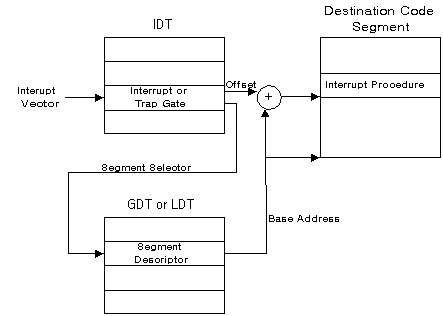 IDT
Destination Code
Segment
Interupt
Vector
Interrupt or
Trap Gate
Offset
+
Interrupt Procedure
Segment Selector
GDT or LDT
Segment
Descriptor
Base Address